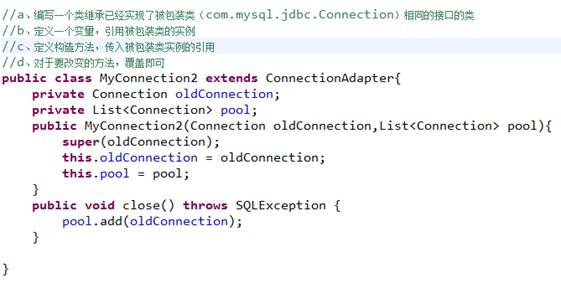 //a、编写一个类继承已经实现了被包装类（com.mysql.jdbc.Connection）相同的接口的类
//b、定义一个变量，引用被包装类的实例
//c、定义构造方法，传入被包装类实例的引用
//d、对于要改变的方法，覆盖即可
public class MyConnection2 extends ConnectionAdapter{
    private Connection oldConnection;
    private List<Connection> pool;
    public MyConnection2(Connection oldConnection,List<Connection> pool){
        super(oldConnection);
        this.oldConnection = oldConnection;
        this.pool = pool;
    }
    public void close() throws SQLException {
        pool.add(oldConnection);
    }
}